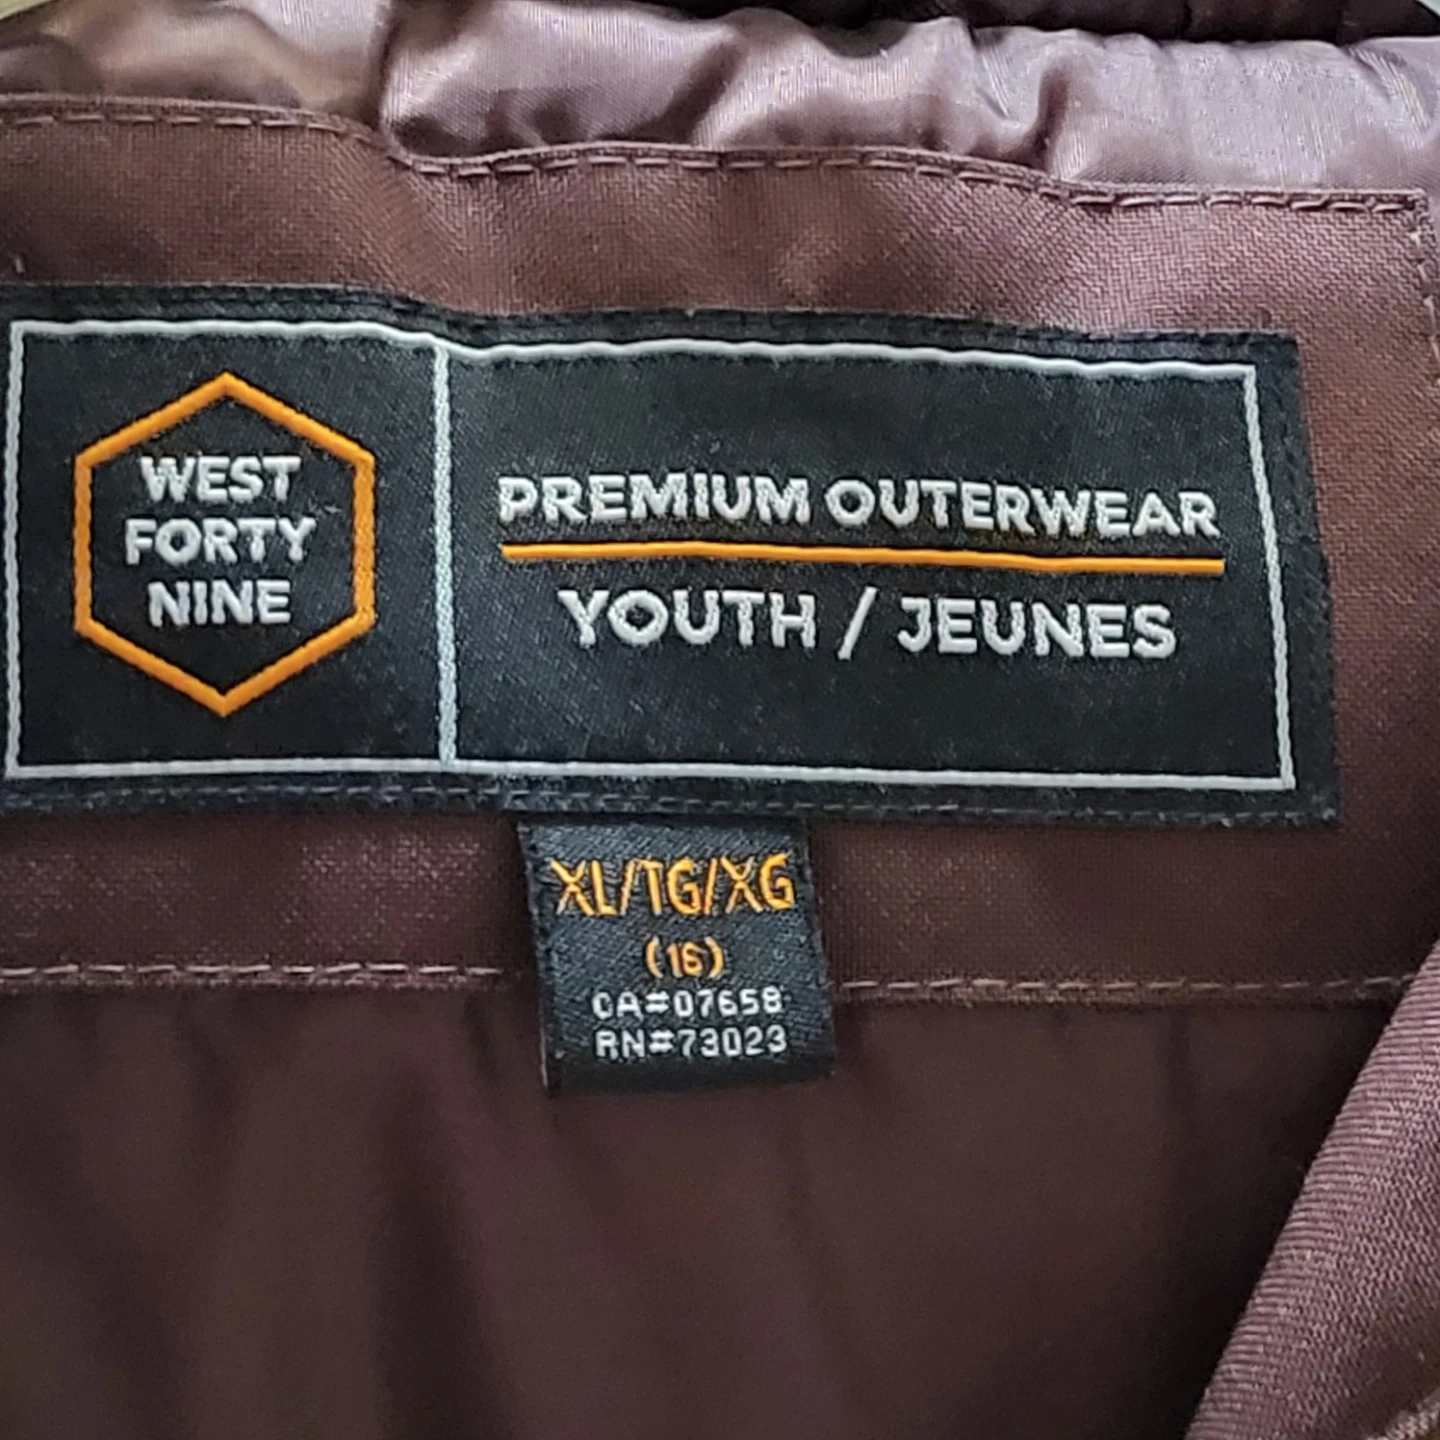 WEST
FORTY
NINE
PREMIUM OUTERWEAR
YOUTH / JEUNES
XL/TG/XG
(16)
CA#07658
RN#73023